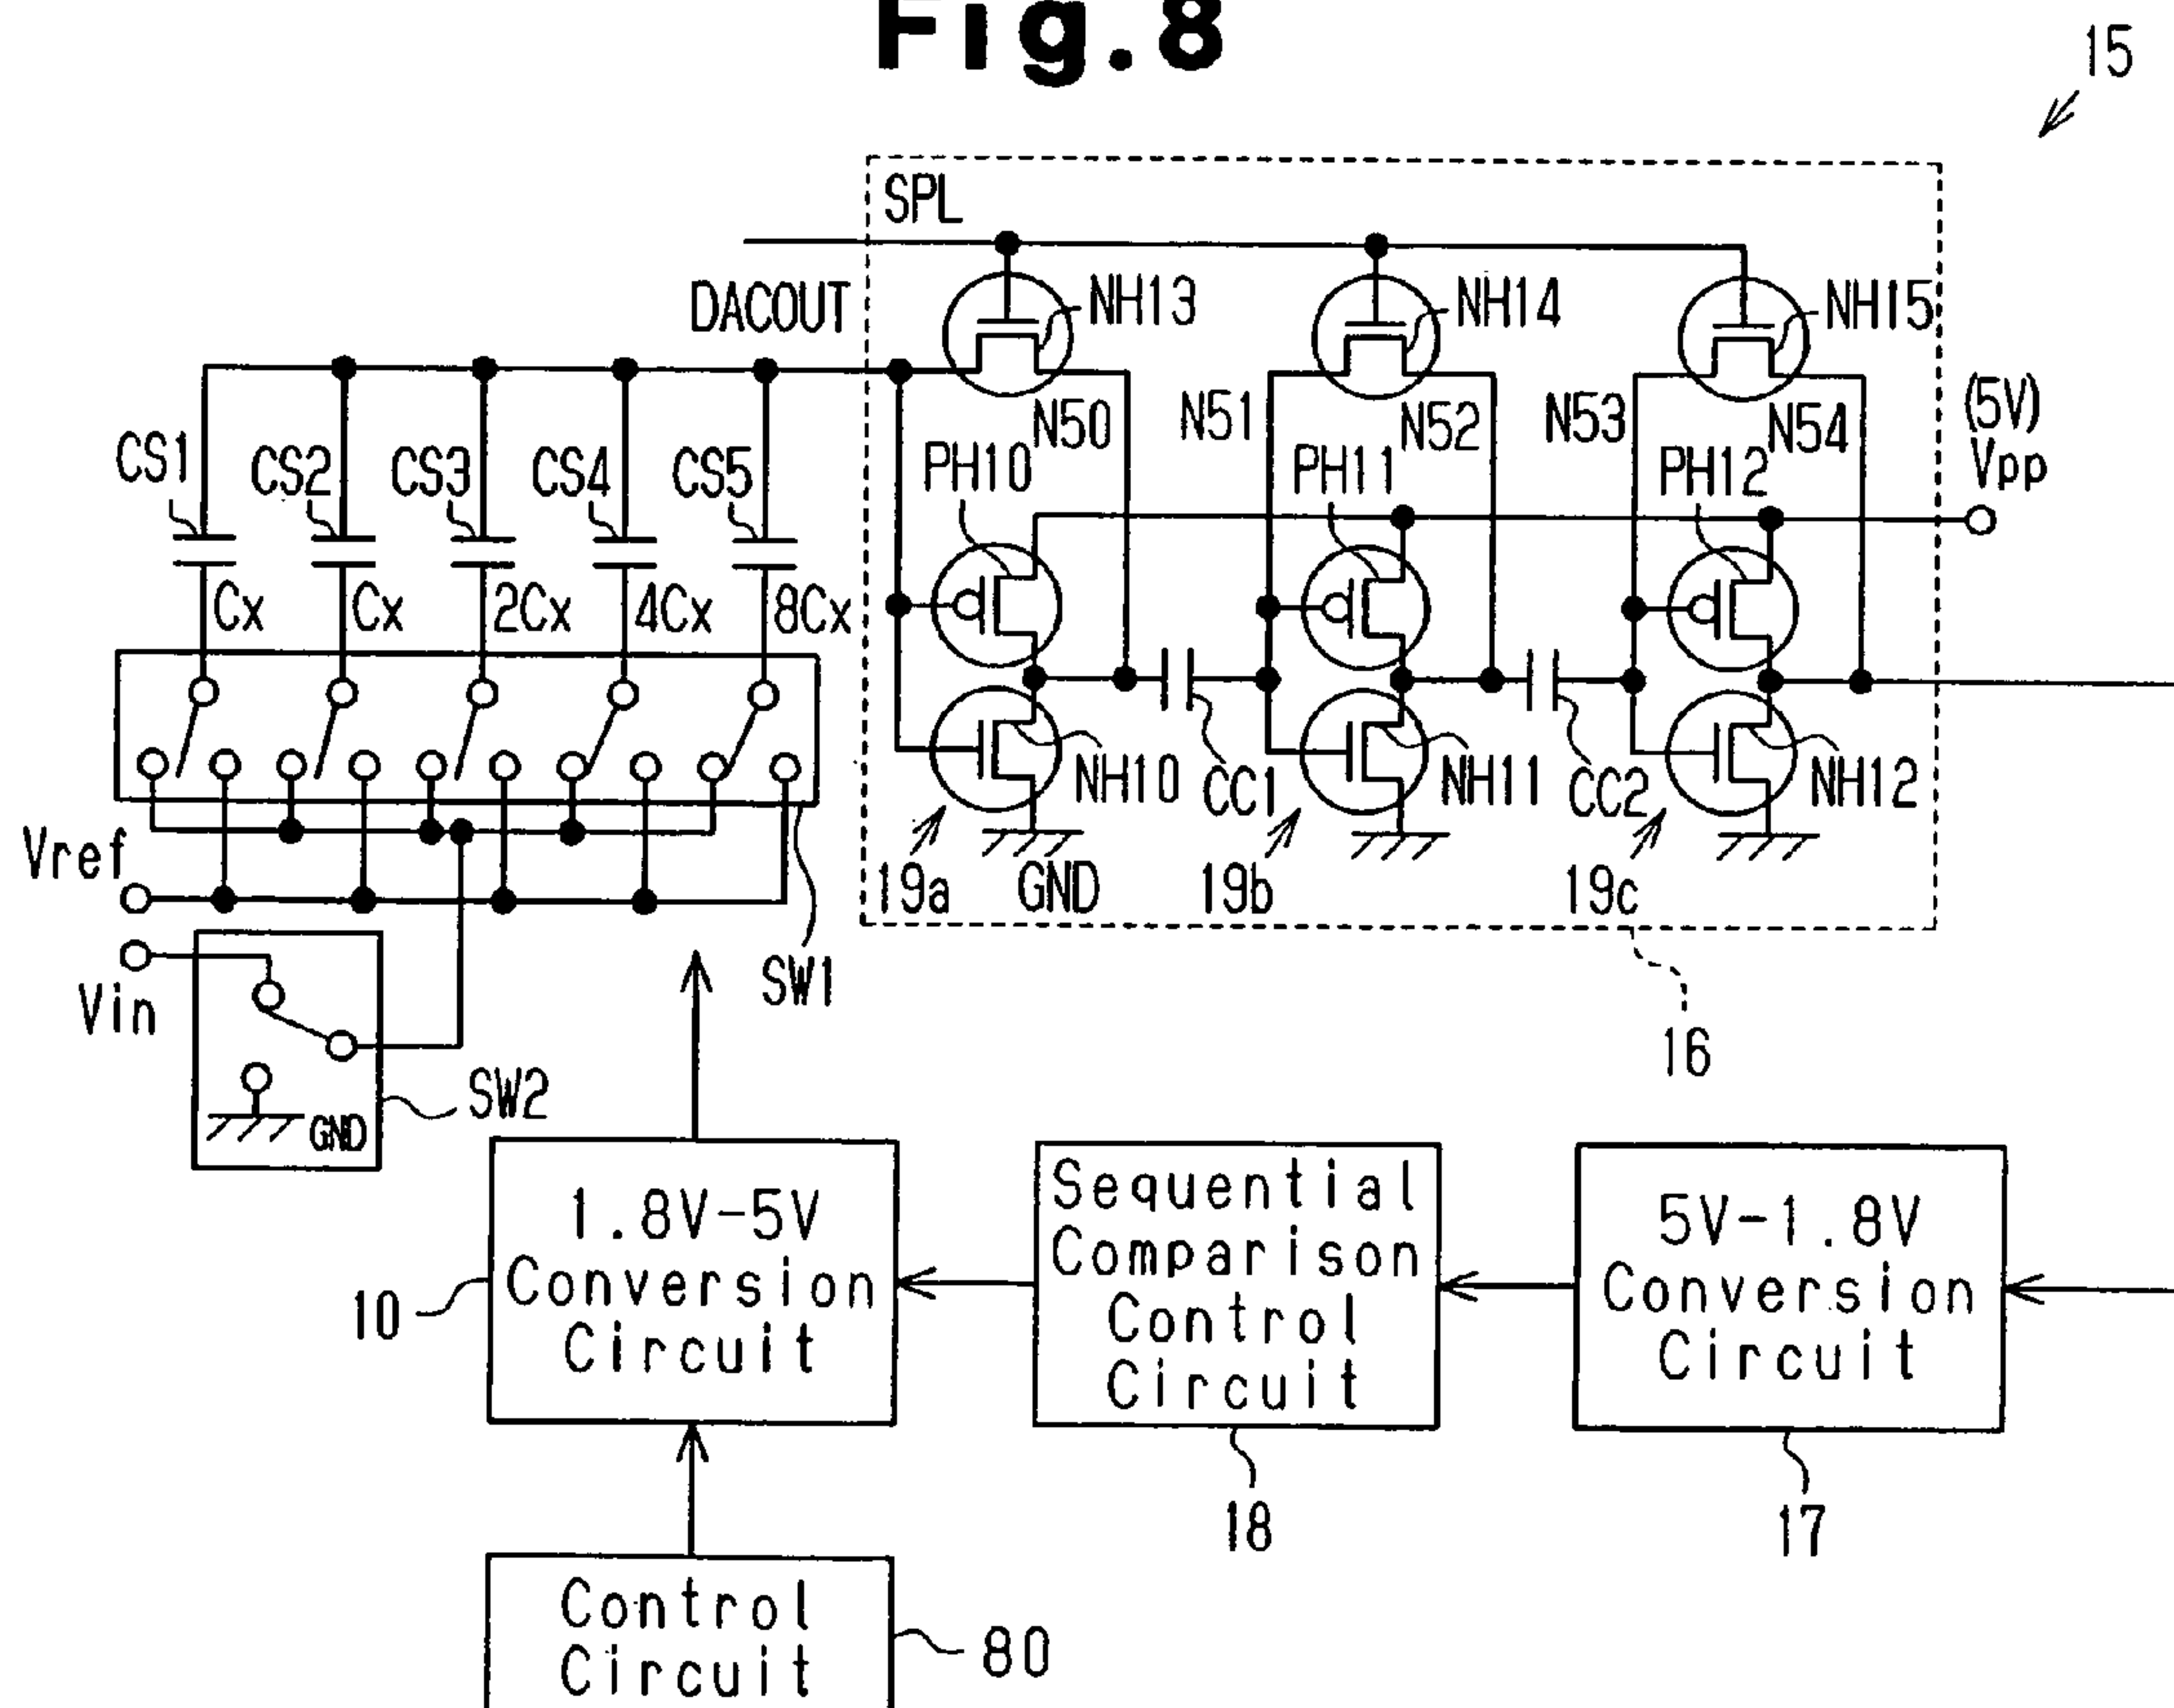 Fig.8
15
SPL
DACOUT
NH13
NH14
NH15
N50
N51
N52
N53
N54
(5V)
Vpp
CS1
CS2
CS3
CS4
CS5
PH10
PH11
PH12
Cx
Cx
2Cx
4Cx
8Cx
NH10
CC1
NH11
CC2
NH12
Vref
19a
GND
19b
19c
Vin
SW1
16
SW2
GND
1.8V-5V
Conversion
Circuit
10
Sequential
Comparison
Control
Circuit
18
5V-1.8V
Conversion
Circuit
17
Control
Circuit
80